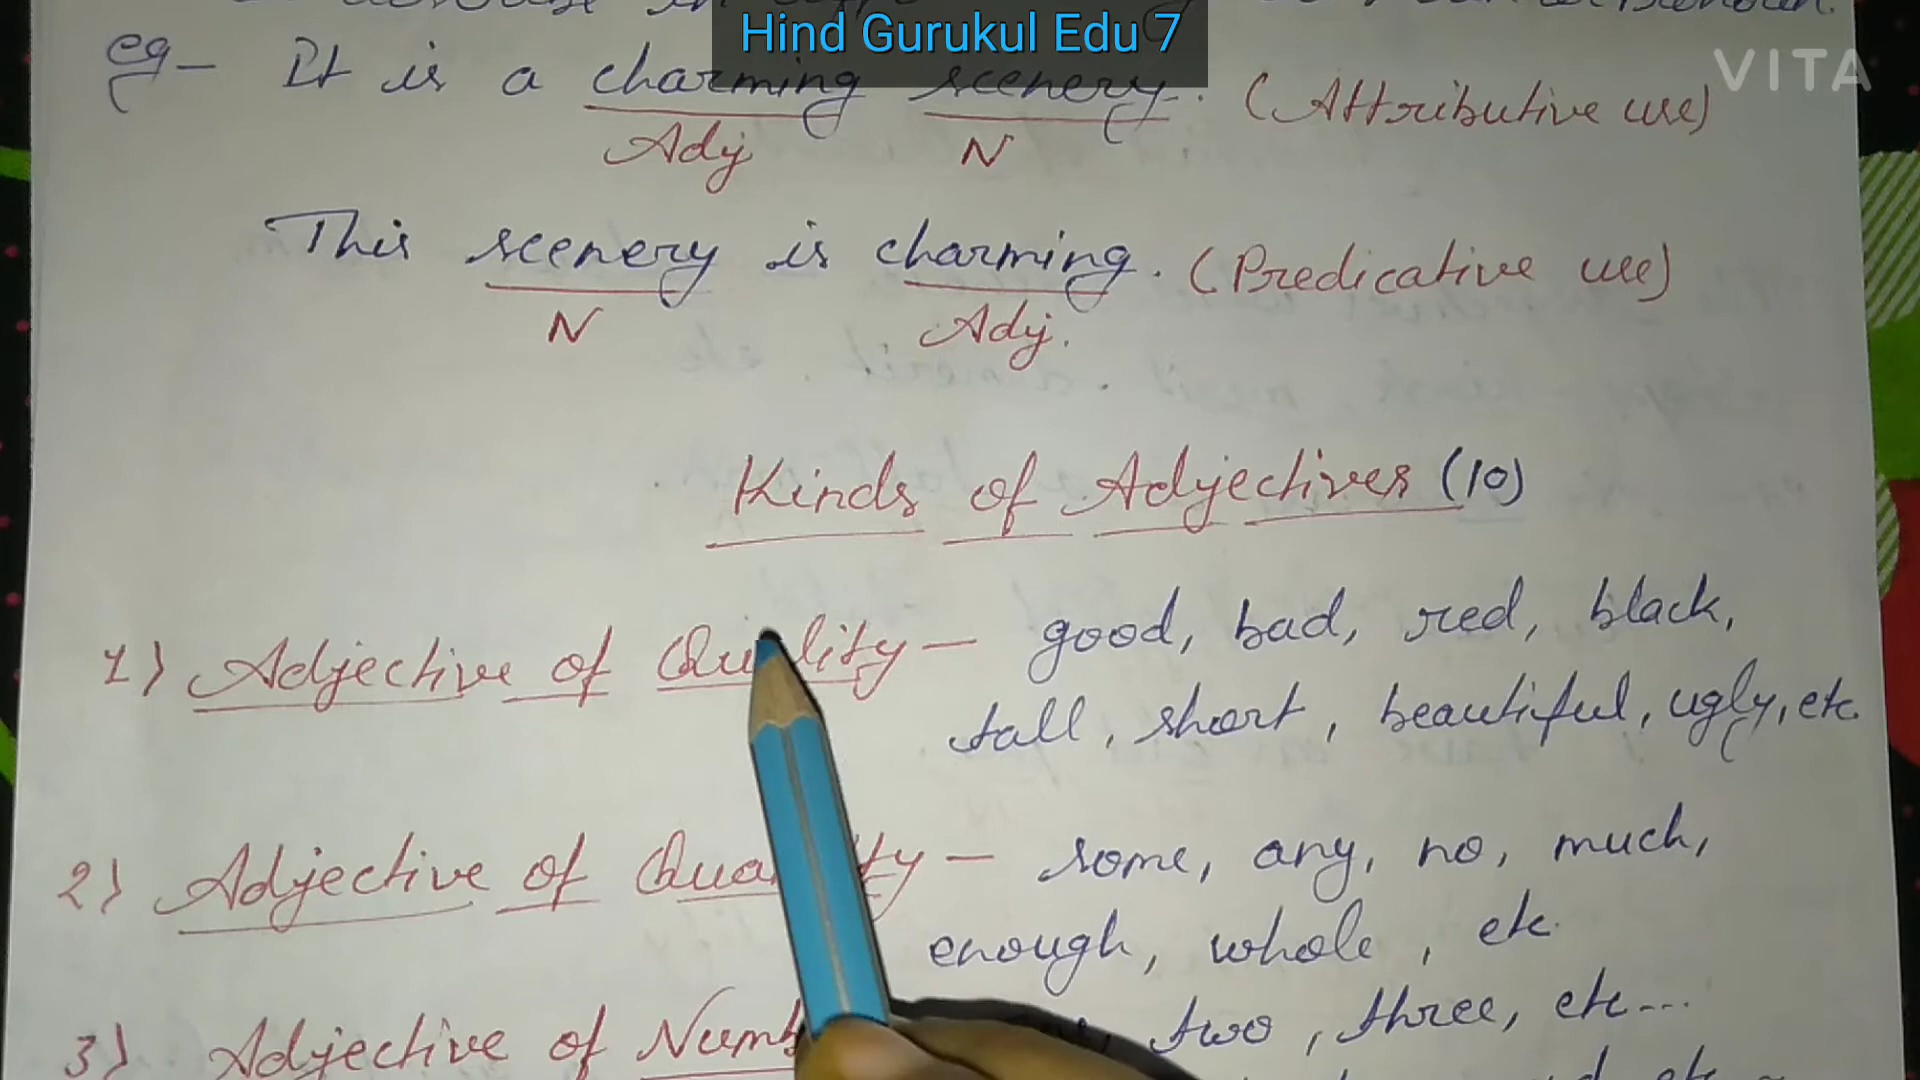 Hind Gurukul Edu 7
VITA
eg - It is a charming scenery. (Attributive use)
Adj N
This scenery is charming. (Predicative use)
N Adj.
Kinds of Adjectives (10)
1) Adjective of Quality - good, bad, red, black,
tall, short, beautiful, ugly, etc.
2) Adjective of Quantity - some, any, no, much,
enough, whole, etc.
3) Adjective of two, three, etc...